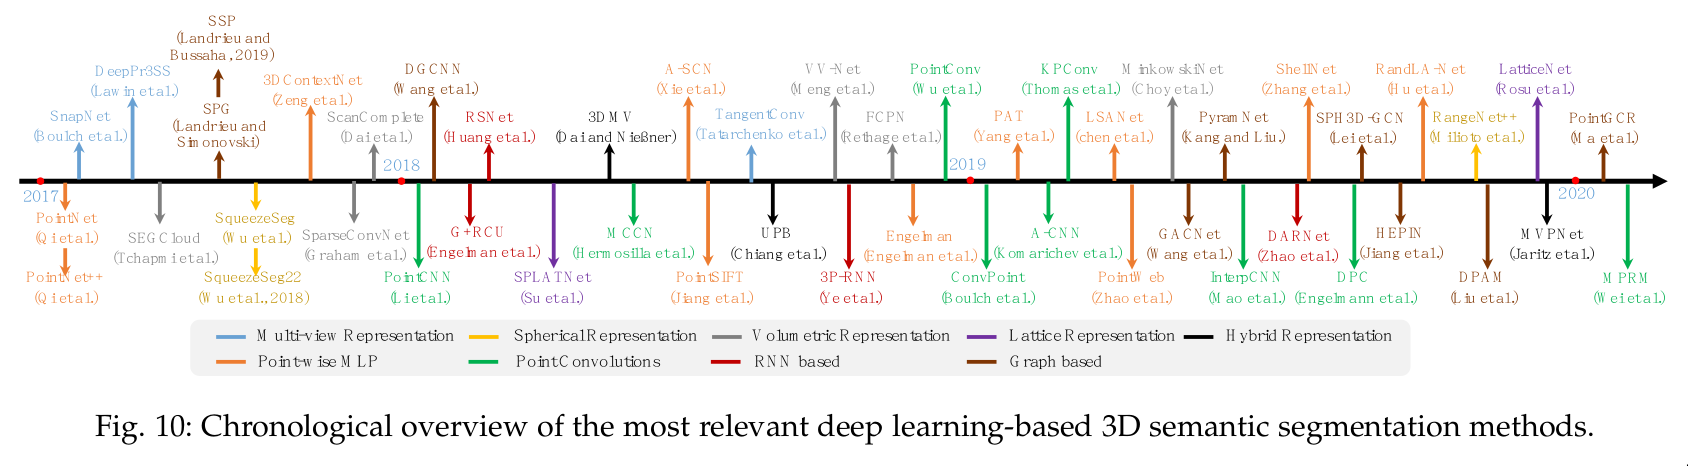 SSP
(Landrieu and
Bussaha, 2019)
DeepPr3SS
(Lawin et al.)
3DContextNet
(Zeng et al.)
DGCNN
(Wang et al.)
A-SCN
(Xie et al.)
VV-Net
(Meng et al.)
PointConv
(Wu et al.)
KPConv
(Thomas et al.)
MinkowskiNet
(Choy et al.)
ShellNet
(Zhang et al.)
RandLA-Net
(Hu et al.)
LatticeNet
(Rosu et al.)
SnapNet
(Boulch et al.)
SPG
(Landrieu and
Simonovski)
ScanComplete
(Dai et al.)
RSNet
(Huang et al.)
3DMV
(Dai and Nießner)
TangentConv
(Tatarchenko et al.)
FCPN
(Rethage et al.)
PAT
(Yang et al.)
LSANet
(chen et al.)
PyramNet
(Kang and Liu.)
SPH3D-GCN
(Lei et al.)
RangeNet++
(Milioto et al.)
PointGCR
(Ma et al.)
2017
2018
2019
2020
PointNet
(Qi et al.)
PointNet++
(Qi et al.)
SEGCloud
(Tchapmi et al.)
SqueezeSeg
(Wu et al.)
SqueezeSeg22
(Wu et al., 2018)
SparseConvNet
(Graham et al.)
PointCNN
(Li et al.)
G+RCU
(Engelman et al.)
SPLATNet
(Su et al.)
MCCN
(Hermosilla et al.)
PointSIFT
(Jiang et al.)
UPB
(Chiang et al.)
3P-RNN
(Ye et al.)
Engelman
(Engelman et al.)
ConvPoint
(Boulch et al.)
A-CNN
(Komarichev et al.)
PointWeb
(Zhao et al.)
GACNet
(Wang et al.)
InterpCNN
(Mao et al.)
DARNet
(Zhao et al.)
DPC
(Engelmann et al.)
HEPIN
(Jiang et al.)
DPAM
(Liu et al.)
MVPNet
(Jaritz et al.)
MPRM
(Wei et al.)
Multi-view Representation
Spherical Representation
Volumetric Representation
Lattice Representation
Hybrid Representation
Point-wise MLP
Point Convolutions
RNN based
Graph based
Fig. 10: Chronological overview of the most relevant deep learning-based 3D semantic segmentation methods.